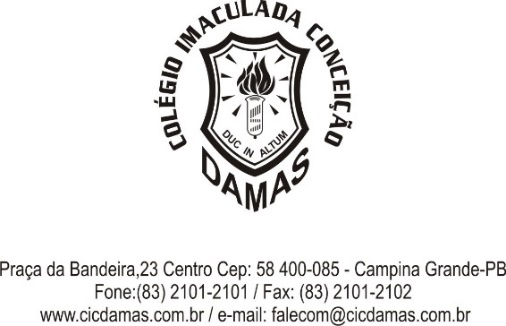 COLÉGIO IMACULADA CONCEIÇÃO
DUC IN ALTUM
DAMAS
Praça da Bandeira,23 Centro Cep: 58 400-085 - Campina Grande-PB
Fone:(83) 2101-2101 / Fax: (83) 2101-2102
www.cicdamas.com.br / e-mail: falecom@cicdamas.com.br